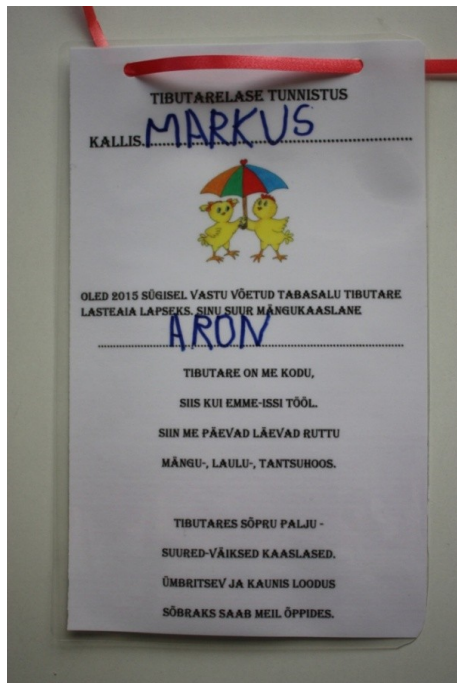 TIBUTARELASE TUNNISTUS
KALLIS MARKUS
OLED 2015 SÜGISEL VASTU VÕETUD TABASALU TIBUTARE
LASTEAIA LAPSEKS. SINU SUUR MÄNGUKAASLANE
ARON
TIBUTARE ON ME KODU,
SIIS KUI EMME-ISSI TÖÖL.
SIIN ME PÄEVAD LÄEVAD RUTTU
MÄNGU-, LAULU-, TANTSUHOOS.
TIBUTARES SÕPRU PALJU -
SUURED-VÄIKSED KAASLASED.
ÜMBRITSEV JA KAUNIS LOODUS
SÕBRAKS SAAB MEIL ÕPPIDES.